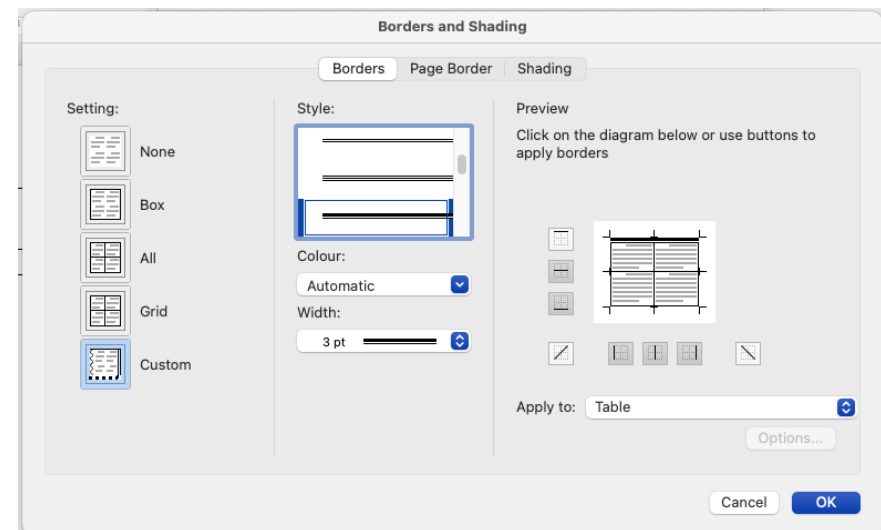 Borders and Shading
Borders Page Border Shading
Setting:
None
Box
All
Grid
Custom
Style:
Colour:
Automatic
Width:
3 pt
Preview
Click on the diagram below or use buttons to
apply borders
Apply to: Table
Options...
Cancel OK